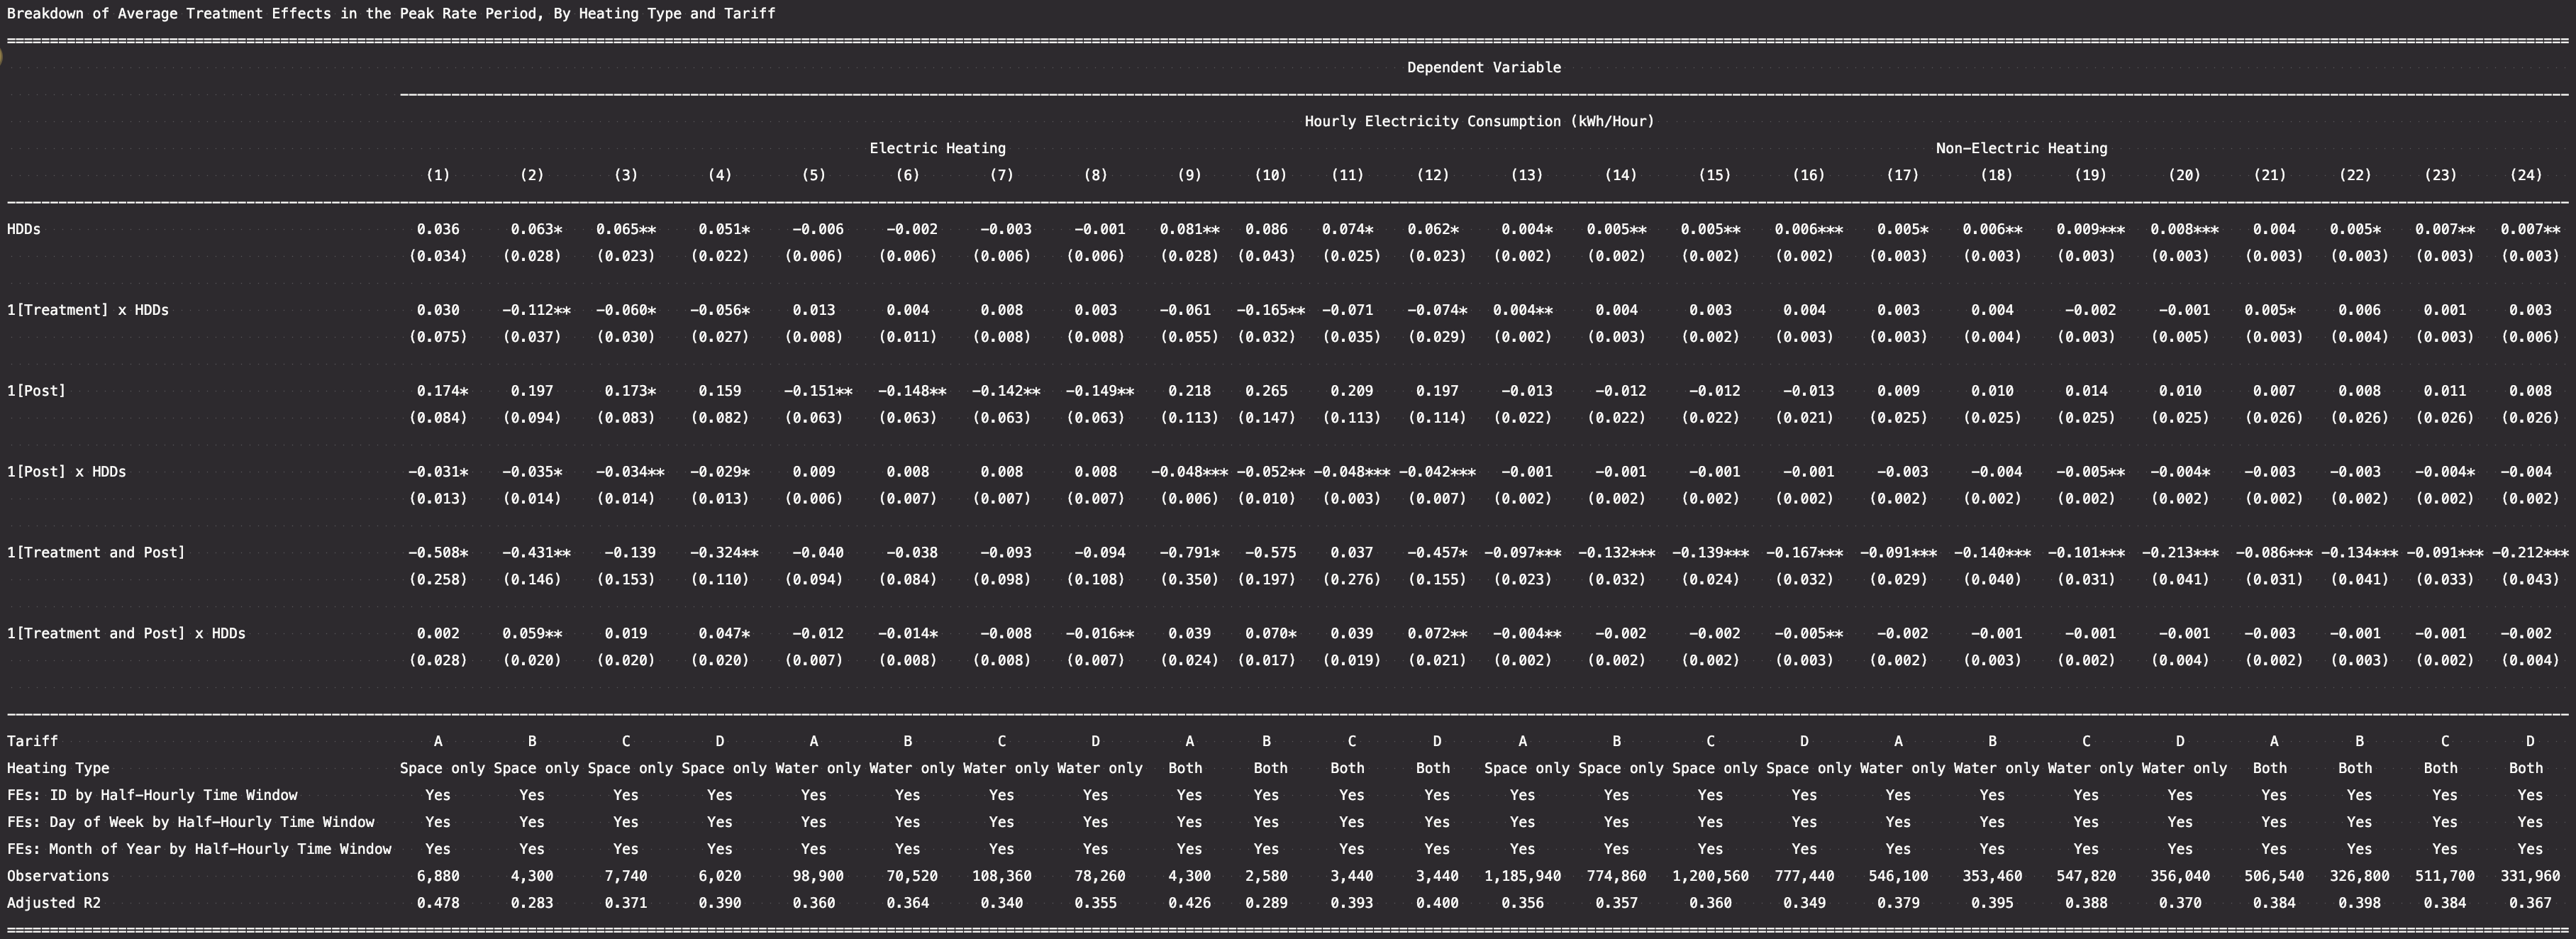 Breakdown of Average Treatment Effects in the Peak Rate Period, By Heating Type and Tariff
Dependent Variable
Hourly Electricity Consumption (kWh/Hour)
Electric Heating Non-Electric Heating
(1) (2) (3) (4) (5) (6) (7) (8) (9) (10) (11) (12) (13) (14) (15) (16) (17) (18) (19) (20) (21) (22) (23) (24)
HDDs 0.036 0.063* 0.065** 0.051* -0.006 -0.002 -0.003 -0.001 0.081** 0.086 0.074* 0.062* 0.004* 0.005** 0.005** 0.006*** 0.005* 0.006** 0.009*** 0.008*** 0.004 0.005* 0.007** 0.007**
(0.034) (0.028) (0.023) (0.022) (0.006) (0.006) (0.006) (0.006) (0.028) (0.043) (0.025) (0.023) (0.002) (0.002) (0.002) (0.002) (0.003) (0.003) (0.003) (0.003) (0.003) (0.003) (0.003) (0.003)
1[Treatment] x HDDs 0.030 -0.112** -0.060* -0.056* 0.013 0.004 0.008 0.003 -0.061 -0.165** -0.071 -0.074* 0.004** 0.004 0.003 0.004 0.003 0.004 -0.002 -0.001 0.005* 0.006 0.001 0.003
(0.075) (0.037) (0.030) (0.027) (0.008) (0.011) (0.008) (0.008) (0.055) (0.032) (0.035) (0.029) (0.002) (0.003) (0.002) (0.003) (0.003) (0.004) (0.003) (0.005) (0.003) (0.004) (0.003) (0.006)
1[Post] 0.174* 0.197 0.173* 0.159 -0.151** -0.148** -0.142** -0.149** 0.218 0.265 0.209 0.197 -0.013 -0.012 -0.012 -0.013 0.009 0.010 0.014 0.010 0.007 0.008 0.011 0.008
(0.084) (0.094) (0.083) (0.082) (0.063) (0.063) (0.063) (0.063) (0.113) (0.147) (0.113) (0.114) (0.022) (0.022) (0.022) (0.021) (0.025) (0.025) (0.025) (0.025) (0.026) (0.026) (0.026) (0.026)
1[Post] x HDDs -0.031* -0.035* -0.034** -0.029* 0.009 0.008 0.008 0.008 -0.048*** -0.052** -0.048*** -0.042*** -0.001 -0.001 -0.001 -0.001 -0.003 -0.004 -0.005** -0.004* -0.003 -0.003 -0.004* -0.004
(0.013) (0.014) (0.014) (0.013) (0.006) (0.007) (0.007) (0.007) (0.006) (0.010) (0.003) (0.007) (0.002) (0.002) (0.002) (0.002) (0.002) (0.002) (0.002) (0.002) (0.002) (0.002) (0.002) (0.002)
1[Treatment and Post] -0.508* -0.431** -0.139 -0.324** -0.040 -0.038 -0.093 -0.094 -0.791* -0.575 0.037 -0.457* -0.097*** -0.132*** -0.139*** -0.167*** -0.091*** -0.140*** -0.101*** -0.213*** -0.086*** -0.134*** -0.091*** -0.212***
(0.258) (0.146) (0.153) (0.110) (0.094) (0.084) (0.098) (0.108) (0.350) (0.197) (0.276) (0.155) (0.023) (0.032) (0.024) (0.032) (0.029) (0.040) (0.031) (0.041) (0.031) (0.041) (0.033) (0.043)
1[Treatment and Post] x HDDs 0.002 0.059** 0.019 0.047* -0.012 -0.014* -0.008 -0.016** 0.039 0.070* 0.039 0.072** -0.004** -0.002 -0.002 -0.005** -0.002 -0.001 -0.001 -0.001 -0.003 -0.001 -0.001 -0.002
(0.028) (0.020) (0.020) (0.020) (0.007) (0.008) (0.008) (0.007) (0.024) (0.017) (0.019) (0.021) (0.002) (0.002) (0.002) (0.003) (0.002) (0.003) (0.002) (0.004) (0.002) (0.003) (0.002) (0.004)
Tariff A B C D A B C D A B C D A B C D A B C D A B C D
Heating Type Space only Space only Space only Space only Water only Water only Water only Water only Both Both Both Both Space only Space only Space only Space only Water only Water only Water only Water only Both Both Both Both
FEs: ID by Half-Hourly Time Window Yes Yes Yes Yes Yes Yes Yes Yes Yes Yes Yes Yes Yes Yes Yes Yes Yes Yes Yes Yes Yes Yes Yes Yes
FEs: Day of Week by Half-Hourly Time Window Yes Yes Yes Yes Yes Yes Yes Yes Yes Yes Yes Yes Yes Yes Yes Yes Yes Yes Yes Yes Yes Yes Yes Yes
FEs: Month of Year by Half-Hourly Time Window Yes Yes Yes Yes Yes Yes Yes Yes Yes Yes Yes Yes Yes Yes Yes Yes Yes Yes Yes Yes Yes Yes Yes Yes
Observations 6,880 4,300 7,740 6,020 98,900 70,520 108,360 78,260 4,300 2,580 3,440 3,440 1,185,940 774,860 1,200,560 777,440 546,100 353,460 547,820 356,040 506,540 326,800 511,700 331,960
Adjusted R2 0.478 0.283 0.371 0.390 0.360 0.364 0.340 0.355 0.426 0.289 0.393 0.400 0.356 0.357 0.360 0.349 0.379 0.395 0.388 0.370 0.384 0.398 0.384 0.367